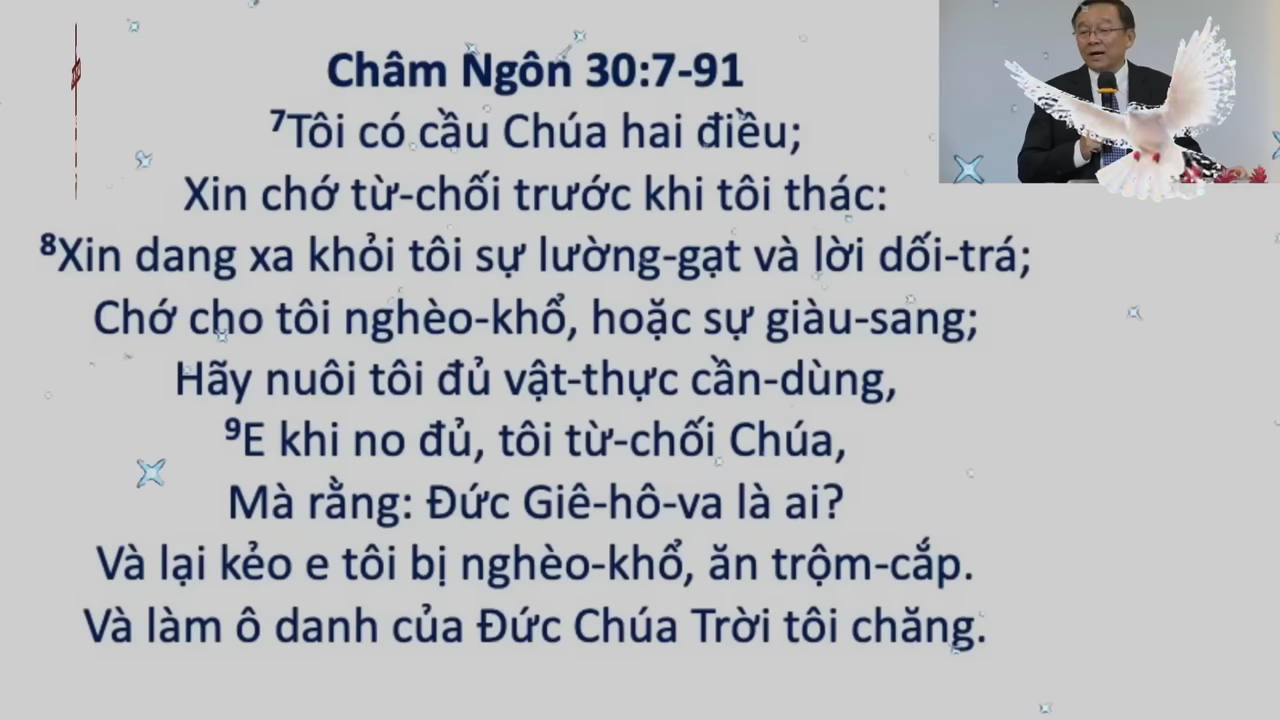 Châm Ngôn 30:7-91
⁷Tôi có cầu Chúa hai điều;
Xin chớ từ-chối trước khi tôi thác:
⁸Xin dang xa khỏi tôi sự lường-gạt và lời dối-trá;
Chớ cho tôi nghèo-khổ, hoặc sự giàu-sang;
Hãy nuôi tôi đủ vật-thực cần-dùng,
⁹E khi no đủ, tôi từ-chối Chúa,
Mà rằng: Đức Giê-hô-va là ai?
Và lại kẻo e tôi bị nghèo-khổ, ăn trộm-cắp.
Và làm ô danh của Đức Chúa Trời tôi chăng.